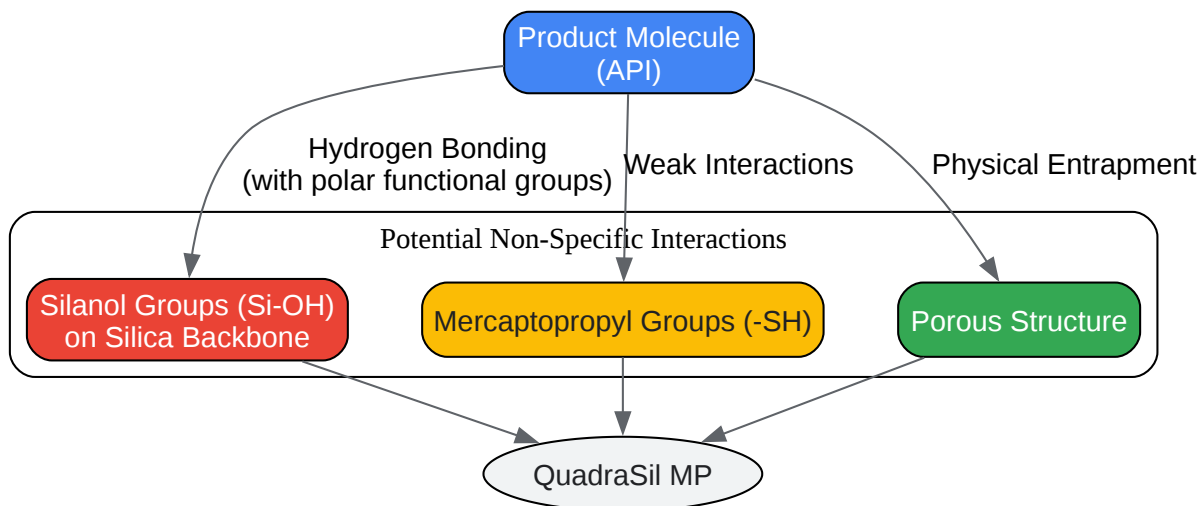 Product Molecule
(API)
Hydrogen Bonding
(with polar functional groups)
Weak Interactions
Physical Entrapment
Potential Non-Specific Interactions
Silanol Groups (Si-OH)
on Silica Backbone
Mercaptopropyl Groups (-SH)
Porous Structure
QuadraSil MP